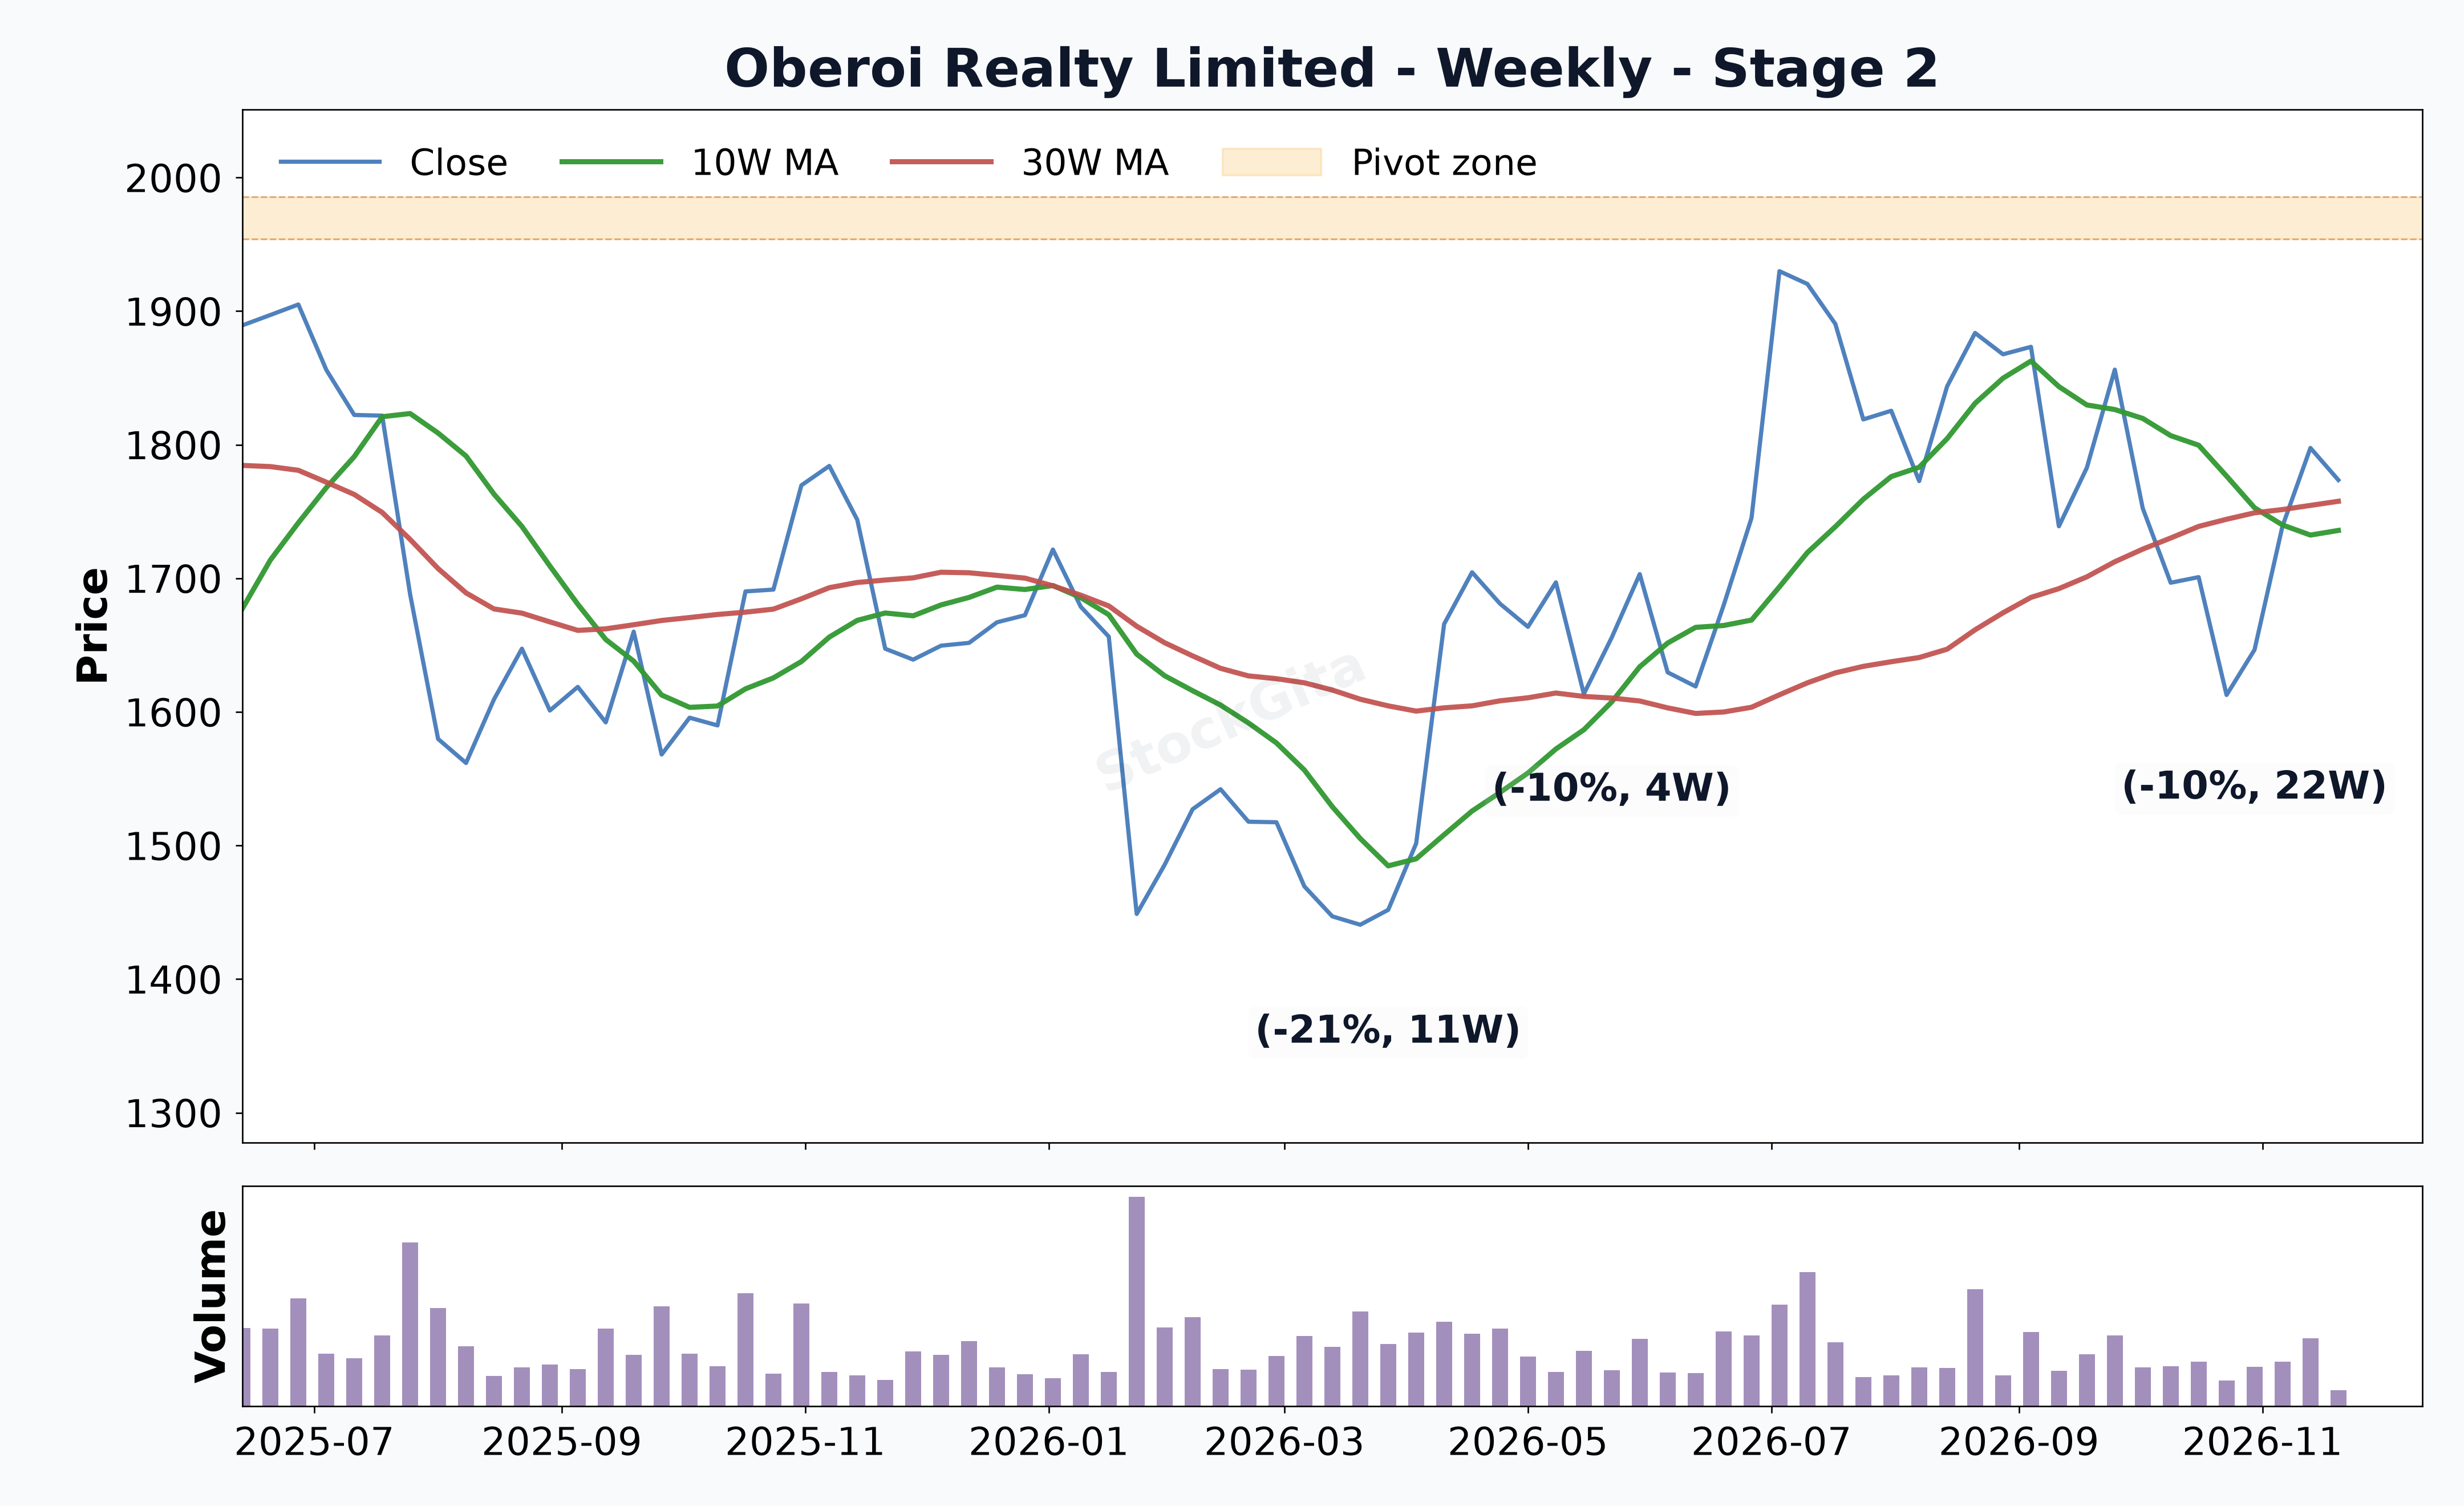 Oberoi Realty Limited - Weekly - Stage 2
Close
10W MA
30W MA
Pivot zone
Price
2000
1900
1800
1700
1600
1500
1400
1300
StockGita
(-10%, 4W)
(-10%, 22W)
(-21%, 11W)
Volume
2025-07
2025-09
2025-11
2026-01
2026-03
2026-05
2026-07
2026-09
2026-11